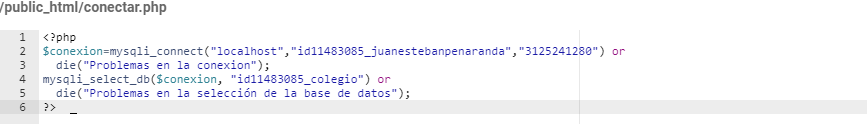 /public_html/conectar.php
1 <?php
2 $conexion=mysqli_connect("localhost","id11483085_juanestebanpenaranda","3125241280") or
3 die("Problemas en la conexion");
4 mysqli_select_db($conexion, "id11483085_colegio") or
5 die("Problemas en la selección de la base de datos");
6 ?>